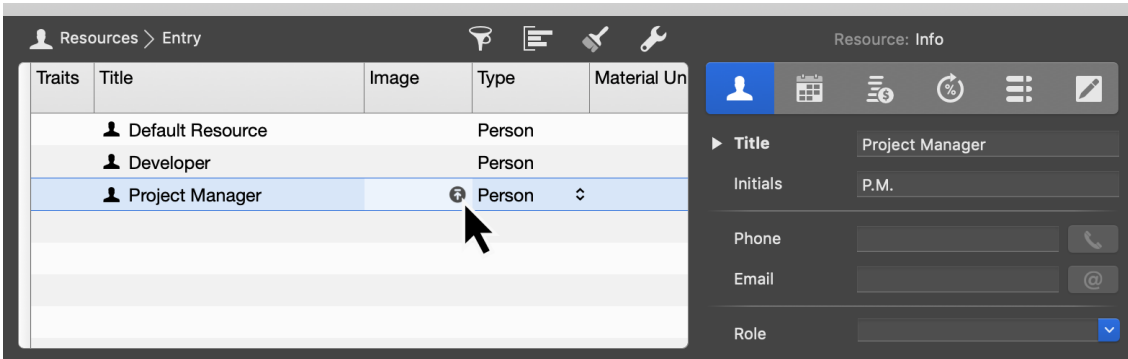 Resources > Entry
Resource: Info
Traits Title Image Type Material Un
Default Resource Person
Developer Person
Project Manager Person
Title Project Manager
Initials P.M.
Phone
Email @
Role